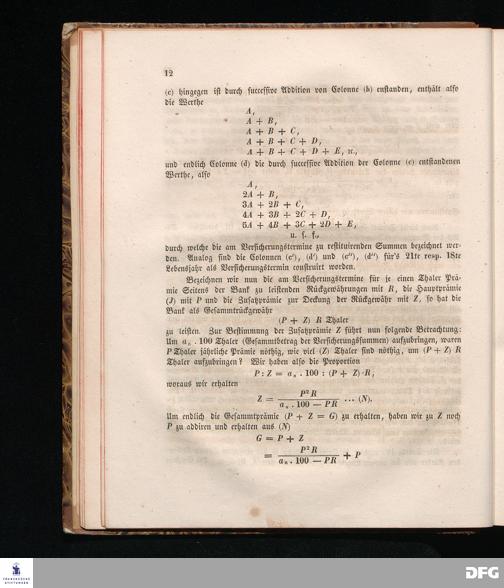 12
(c) hingegen ist durch successive Addition von Colonne (b) enstanden, enthält also
die Werthe
A,
A + B,
A + B + C,
A + B + C + D,
A + B + C + D + E, ꝛc.,
und endlich Colonne (d) die durch successive Addition der Colonne (c) entstandenen
Werthe, also
A,
2A + B,
3A + 2B + C,
4A + 3B + 2C + D,
5A + 4B + 3C + 2D + E,
u. s. f.,
durch welche die am Versicherungstermine zu restituirenden Summen bezeichnet wer-
den. Analog sind die Colonnen (c'), (d') und (c''), (d'') für's 21te resp. 18te
Lebensjahr als Versicherungstermin construirt worden.
Bezeichnen wir nun die am Versicherungstermine für je einen Thaler Prä-
mie Seitens der Bank zu leistenden Rückgewährungen mit R, die Hauptprämie
(J) mit P und die Zusatzprämie zur Deckung der Rückgewähr mit Z, so hat die
Bank als Gesammtrückgewähr
(P + Z) R Thaler
zu leisten. Zur Bestimmung der Zusatzprämie Z führt nun folgende Betrachtung:
Um aₙ . 100 Thaler (Gesammtbetrag der Versicherungssummen) aufzubringen, waren
P Thaler jährliche Prämie nöthig, wie viel (Z) Thaler sind nöthig, um (P + Z) R
Thaler aufzubringen? Wir haben also die Proportion
P : Z = aₙ . 100 : (P + Z) · R;
woraus wir erhalten
Z = P²R / aₙ . 100 — PR ... (N).
Um endlich die Gesammtprämie (P + Z = G) zu erhalten, haben wir zu Z noch
P zu addiren und erhalten aus (N)
G = P + Z
= P²R / aₙ . 100 — PR + P
FRANCKESCHE
STIFTUNGEN
DFG